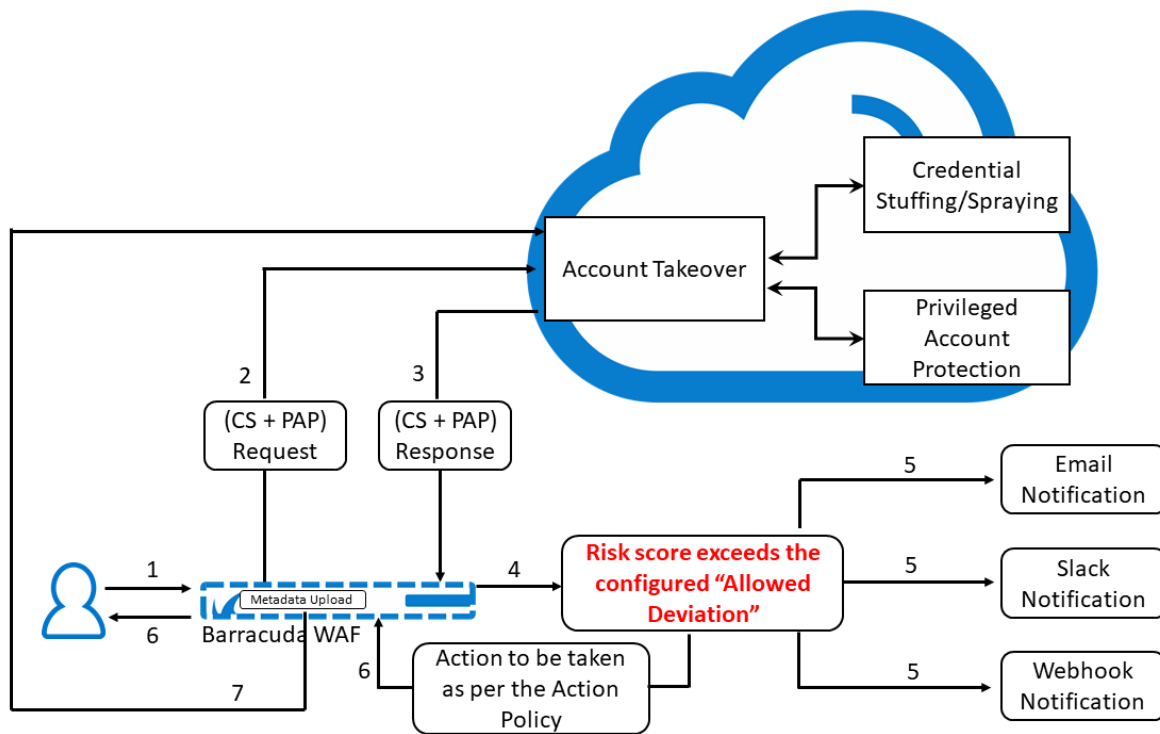 Credential
Stuffing/Spraying
Account Takeover
Privileged
Account
Protection
2
3
(CS + PAP)
Request
(CS + PAP)
Response
5
Email
Notification
1
Metadata Upload
4
Risk score exceeds the
configured “Allowed
Deviation”
5
Slack
Notification
6
Barracuda WAF
6
Action to be taken
as per the Action
Policy
5
Webhook
Notification
7